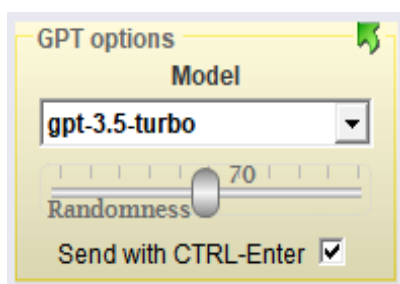 GPT options
Model
gpt-3.5-turbo
70
Randomness
Send with CTRL-Enter